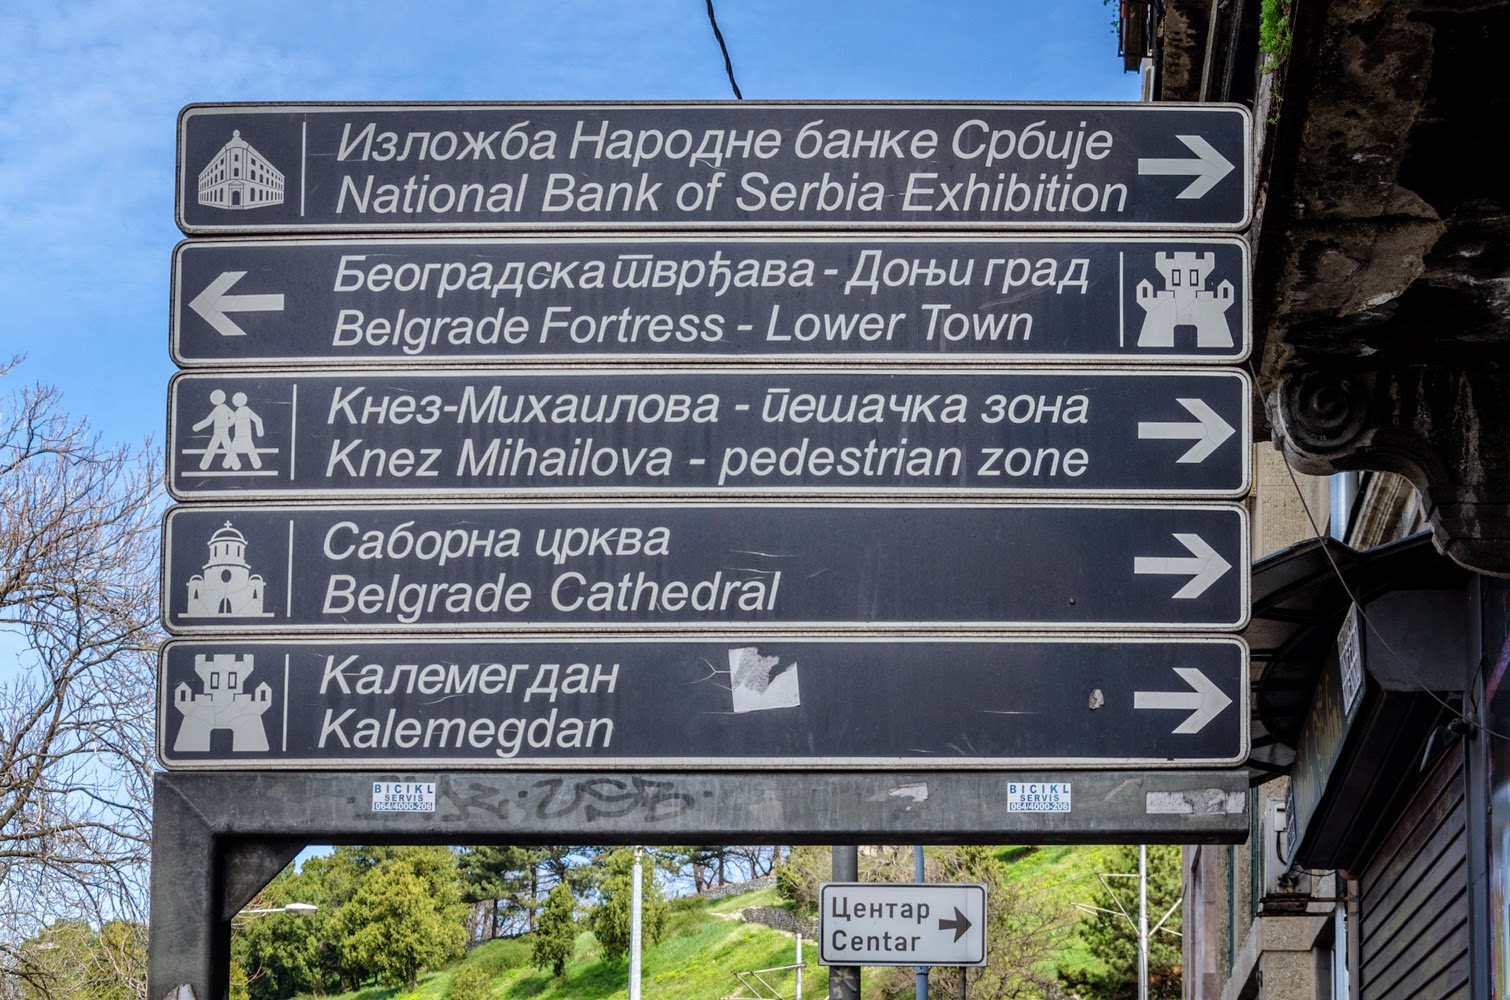 Изложба Народне банке Србије
National Bank of Serbia Exhibition
Београдска тврђава - Доњи град
Belgrade Fortress - Lower Town
Кнез-Михаилова - пешачка зона
Knez Mihailova - pedestrian zone
Саборна црква
Belgrade Cathedral
Калемегдан
Kalemegdan
BICIKL
SERVIS
064/4000-206
BICIKL
SERVIS
064/4000-206
Центар
Centar